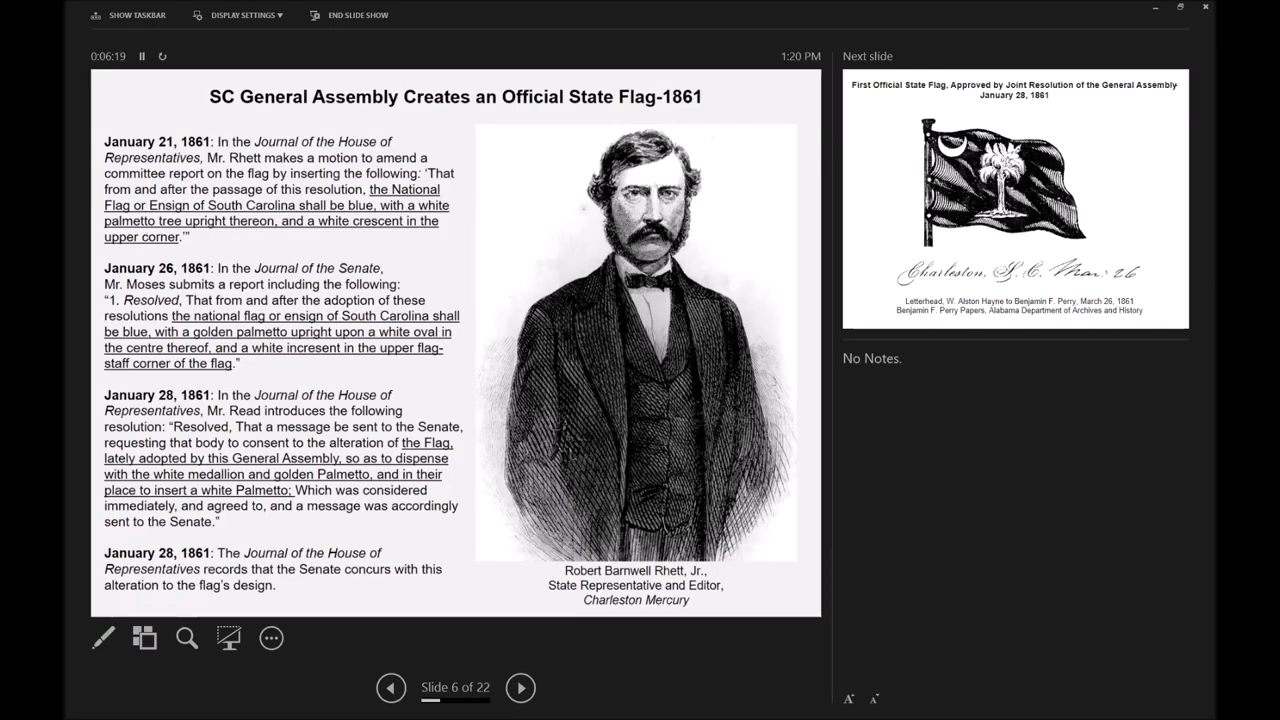 SHOW TASKBAR
DISPLAY SETTINGS ▾
END SLIDE SHOW
0:06:19
1:20 PM
SC General Assembly Creates an Official State Flag-1861
January 21, 1861: In the Journal of the House of
Representatives, Mr. Rhett makes a motion to amend a
committee report on the flag by inserting the following: ‘That
from and after the passage of this resolution, the National
Flag or Ensign of South Carolina shall be blue, with a white
palmetto tree upright thereon, and a white crescent in the
upper corner.’”
January 26, 1861: In the Journal of the Senate,
Mr. Moses submits a report including the following:
“1. Resolved, That from and after the adoption of these
resolutions the national flag or ensign of South Carolina shall
be blue, with a golden palmetto upright upon a white oval in
the centre thereof, and a white incresent in the upper flag-
staff corner of the flag.”
January 28, 1861: In the Journal of the House of
Representatives, Mr. Read introduces the following
resolution: “Resolved, That a message be sent to the Senate,
requesting that body to consent to the alteration of the Flag,
lately adopted by this General Assembly, so as to dispense
with the white medallion and golden Palmetto, and in their
place to insert a white Palmetto; Which was considered
immediately, and agreed to, and a message was accordingly
sent to the Senate.”
January 28, 1861: The Journal of the House of
Representatives records that the Senate concurs with this
alteration to the flag’s design.
Robert Barnwell Rhett, Jr.,
State Representative and Editor,
Charleston Mercury
Slide 6 of 22
Next slide
First Official State Flag, Approved by Joint Resolution of the General Assembly-
January 28, 1861
Charleston, S. C. Mar: 26
Letterhead, W. Alston Hayne to Benjamin F. Perry, March 26, 1861
Benjamin F. Perry Papers, Alabama Department of Archives and History
No Notes.
A A